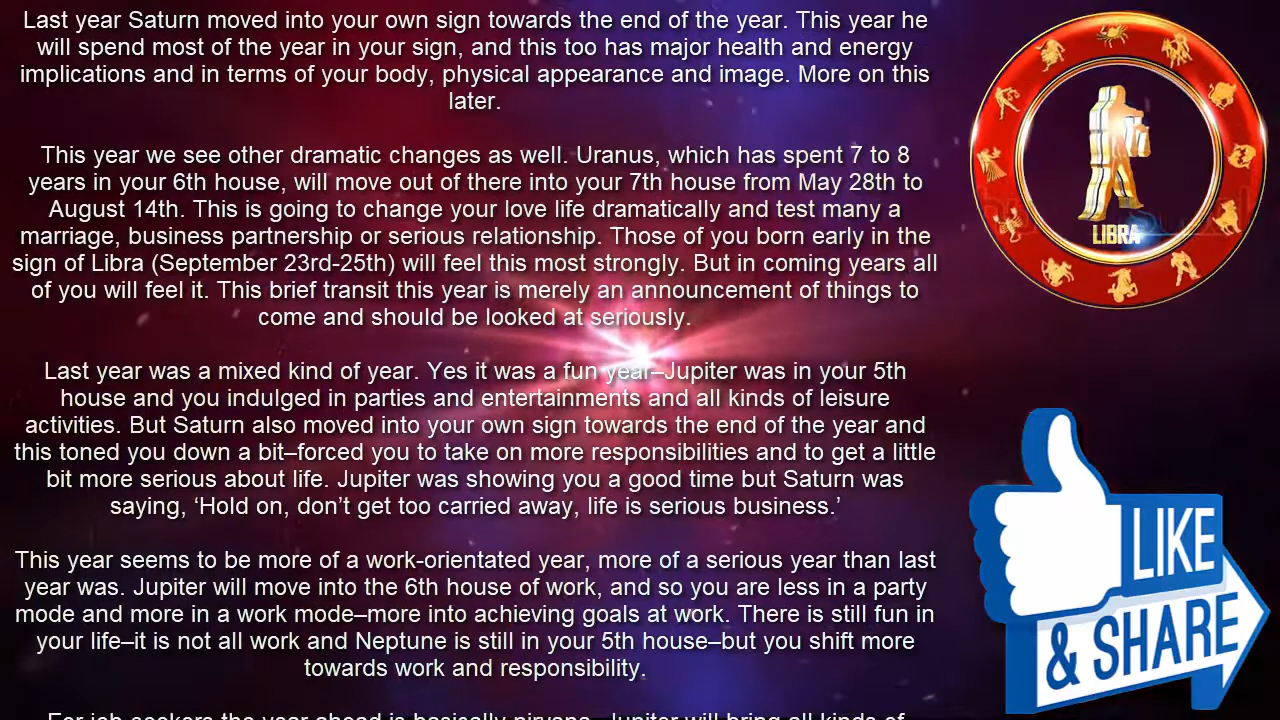 Last year Saturn moved into your own sign towards the end of the year. This year he
will spend most of the year in your sign, and this too has major health and energy
implications and in terms of your body, physical appearance and image. More on this
later.
This year we see other dramatic changes as well. Uranus, which has spent 7 to 8
years in your 6th house, will move out of there into your 7th house from May 28th to
August 14th. This is going to change your love life dramatically and test many a
marriage, business partnership or serious relationship. Those of you born early in the
sign of Libra (September 23rd-25th) will feel this most strongly. But in coming years all
of you will feel it. This brief transit this year is merely an announcement of things to
come and should be looked at seriously.
Last year was a mixed kind of year. Yes it was a fun year–Jupiter was in your 5th
house and you indulged in parties and entertainments and all kinds of leisure
activities. But Saturn also moved into your own sign towards the end of the year and
this toned you down a bit–forced you to take on more responsibilities and to get a little
bit more serious about life. Jupiter was showing you a good time but Saturn was
saying, ‘Hold on, don’t get too carried away, life is serious business.’
This year seems to be more of a work-orientated year, more of a serious year than last
year was. Jupiter will move into the 6th house of work, and so you are less in a party
mode and more in a work mode–more into achieving goals at work. There is still fun in
your life–it is not all work and Neptune is still in your 5th house–but you shift more
towards work and responsibility.
For job seekers the year ahead is basically nirvana–Jupiter will bring all kinds of
LIBRA
LIKE
& SHARE